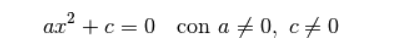 ax² + c = 0 con a ≠ 0, c ≠ 0